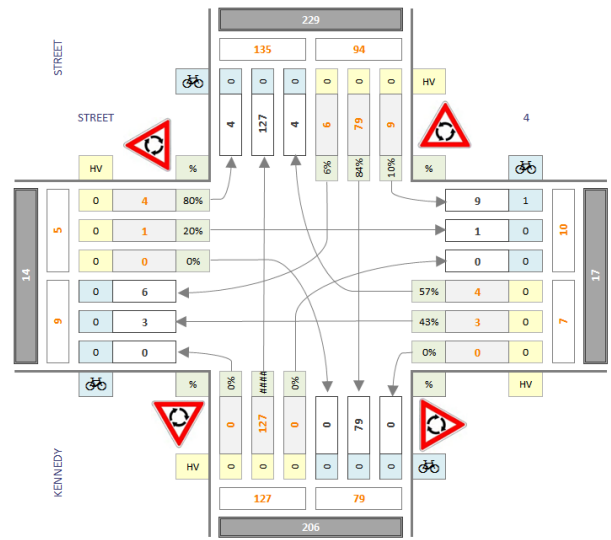 229
135 94
STREET
0 0 0 0 0 0 HV
STREET
4 127 4 6 79 9
4
HV % 6% 84% 10% %
0 4 80% 9 1
5 0 1 20% 1 0 10
0 0 0% 0 0
14 17
0 6 57% 4 0
9 0 3 43% 3 0 7
0 0 0% 0 0
% 0% #### 0% % HV
0 127 0 0 79 0
KENNEDY
HV 0 0 0 0 0 0
127 79
206